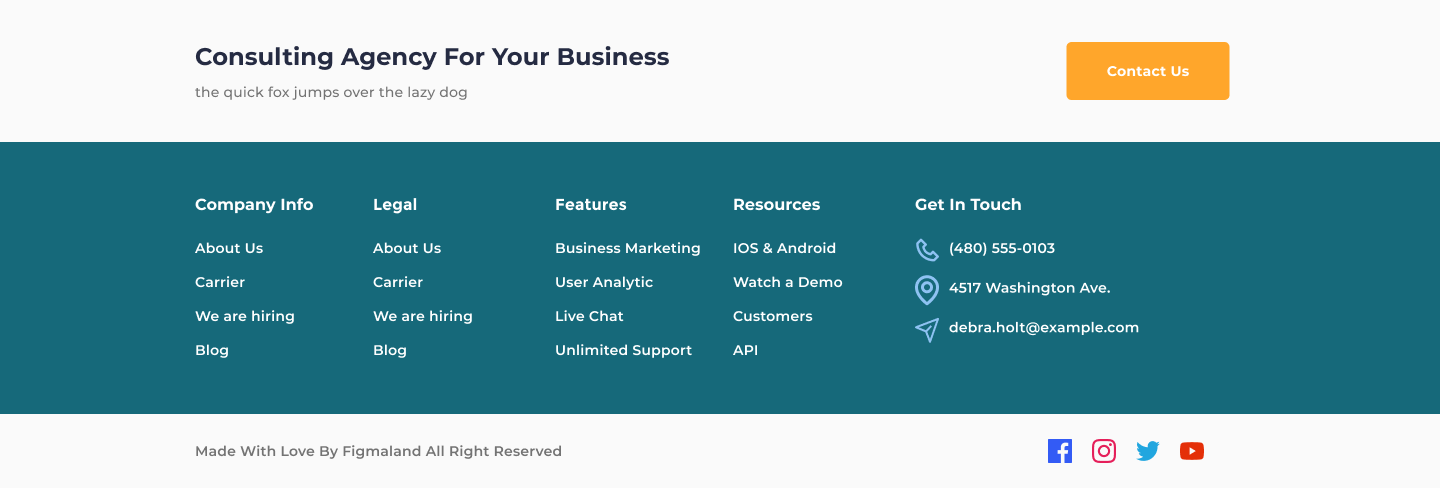 Consulting Agency For Your Business
the quick fox jumps over the lazy dog
Contact Us
Company Info
About Us
Carrier
We are hiring
Blog
Legal
About Us
Carrier
We are hiring
Blog
Features
Business Marketing
User Analytic
Live Chat
Unlimited Support
Resources
IOS & Android
Watch a Demo
Customers
API
Get In Touch
(480) 555-0103
4517 Washington Ave.
debra.holt@example.com
Made With Love By Figmaland All Right Reserved